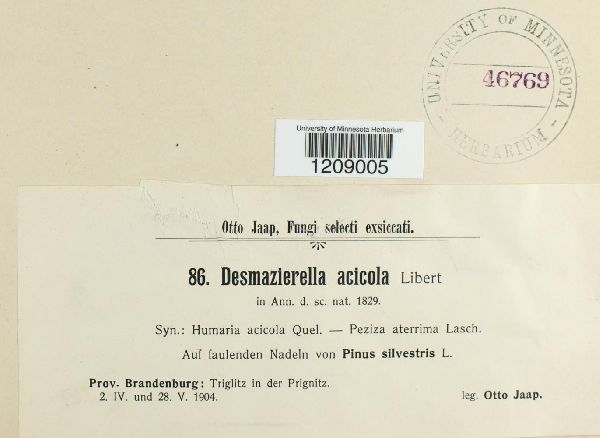 UNIVERSITY OF MINNESOTA
46769
- HERBARIUM -
University of Minnesota Herbarium
1209005
Otto Jaap, Fungi selecti exsiccati.
86. Desmazierella acicola Libert
in Ann. d. sc. nat. 1829.
Syn.: Humaria acicola Quel. — Peziza aterrima Lasch.
Auf faulenden Nadeln von Pinus silvestris L.
Prov. Brandenburg: Triglitz in der Prignitz.
2. IV. und 28. V. 1904. leg. Otto Jaap.